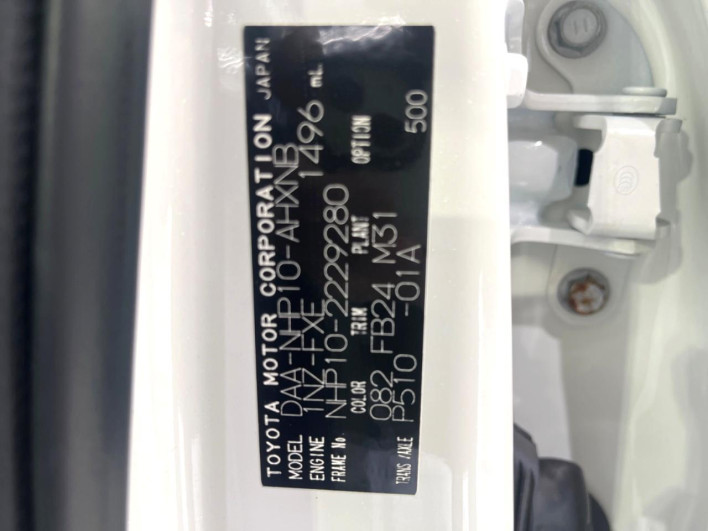 TOYOTA MOTOR CORPORATION JAPAN
MODEL DAA-NHP10-AHXNB
ENGINE 1NZ-FXE 1496 mL
FRAME No. NHP10-2229280
COLOR TRIM PLANT OPTION
082 FB24 M31
TRANS/AXLE P510 -01A 500